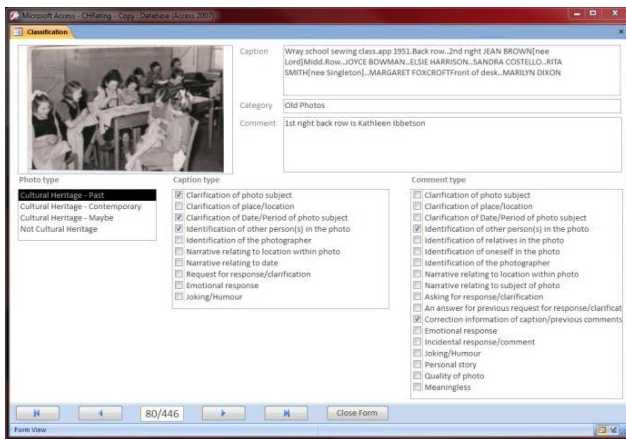 Microsoft Access - CHRating - Copy : Database (Access 2007)
Classification
Caption
Wray school sewing class.app 1951.Back row..2nd right JEAN BROWN[nee
Lord]Midd.Row..JOYCE BOWMAN..ELSIE HARRISON..SANDRA COSTELLO..RITA
SMITH[nee Singleton]..MARGARET FOXCROFTFront of desk..MARILYN DIXON
Category
Old Photos
Comment
1st right back row is Kathleen Ibbetson
Photo type
Cultural Heritage - Past
Cultural Heritage - Contemporary
Cultural Heritage - Maybe
Not Cultural Heritage
Caption type
Clarification of photo subject
Clarification of place/location
Clarification of Date/Period of photo subject
Identification of other person(s) in the photo
Identification of the photographer
Narrative relating to location within photo
Narrative relating to date
Request for response/clarification
Emotional response
Joking/Humour
Comment type
Clarification of photo subject
Clarification of place/location
Clarification of Date/Period of photo subject
Identification of other person(s) in the photo
Identification of relatives in the photo
Identification of oneself in the photo
Identification of the photographer
Narrative relating to location within photo
Narrative relating to subject of photo
Asking for response/clarification
An answer for previous request for response/clarificat
Correction information of caption/previous comments
Emotional response
Incidental response/comment
Joking/Humour
Personal story
Quality of photo
Meaningless
80/446
Close Form
Form View